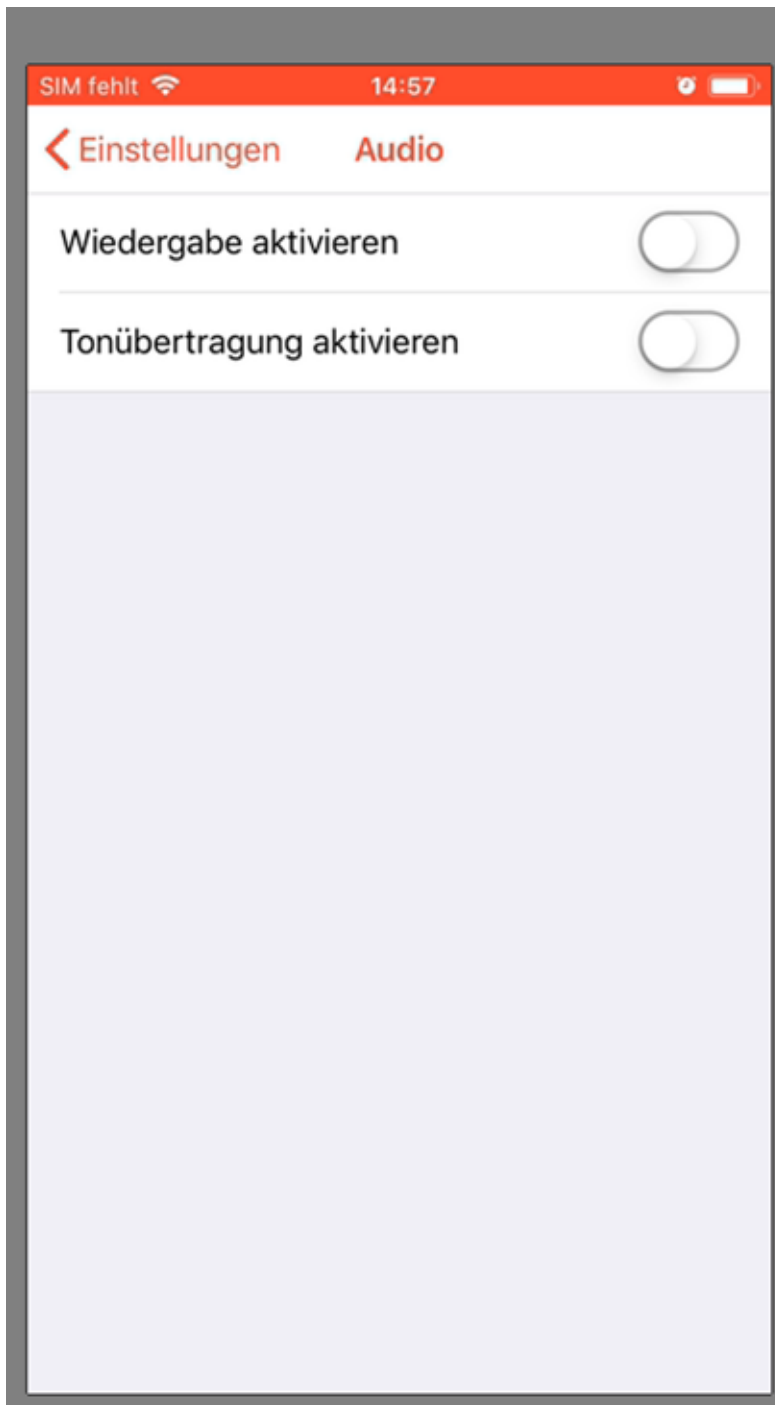 SIM fehlt 14:57
Einstellungen Audio
Wiedergabe aktivieren
Tonübertragung aktivieren